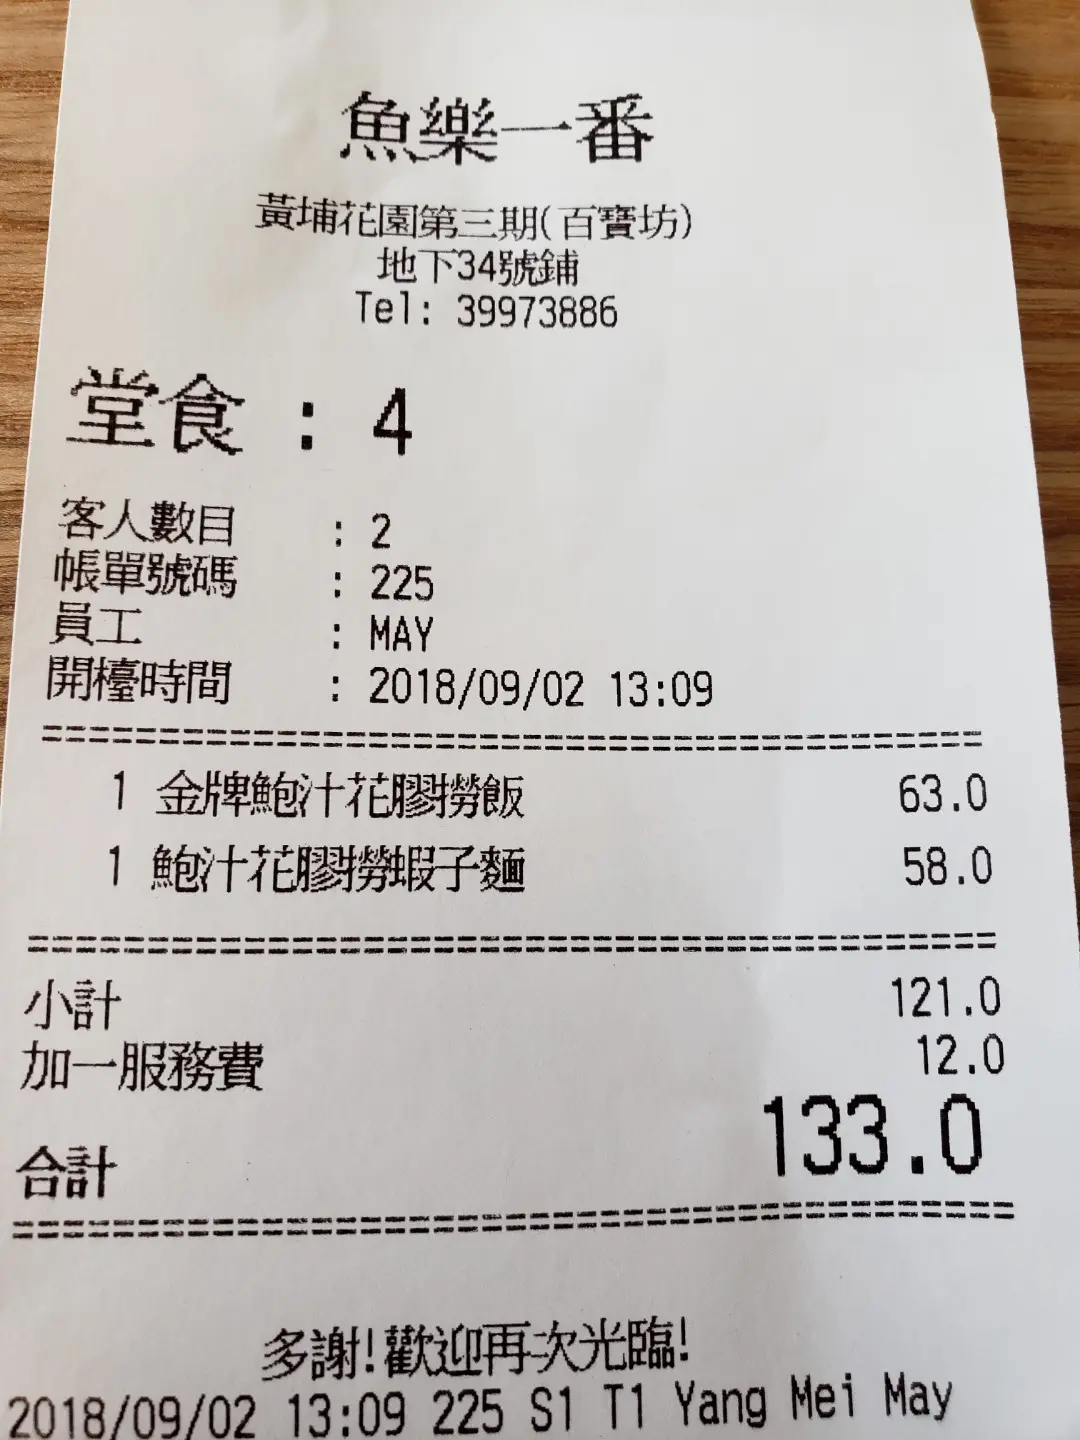 魚樂一番
黃埔花園第三期(百寶坊)
地下34號鋪
Tel: 39973886
堂食 : 4
客人數目 : 2
帳單號碼 : 225
員工 : MAY
開檯時間 : 2018/09/02 13:09
========================================
1 金牌鮑汁花膠撈飯 63.0
1 鮑汁花膠撈蝦子麵 58.0
========================================
小計 121.0
加一服務費 12.0
合計 133.0
========================================
多謝!歡迎再次光臨!
2018/09/02 13:09 225 S1 T1 Yang Mei May